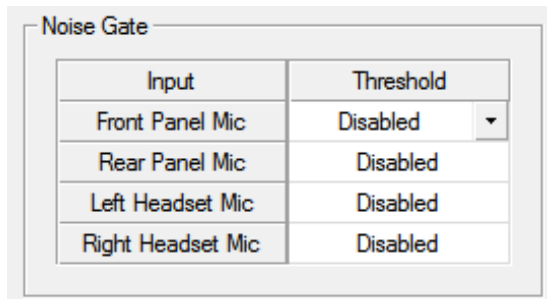 Noise Gate
Input Threshold
Front Panel Mic Disabled
Rear Panel Mic Disabled
Left Headset Mic Disabled
Right Headset Mic Disabled